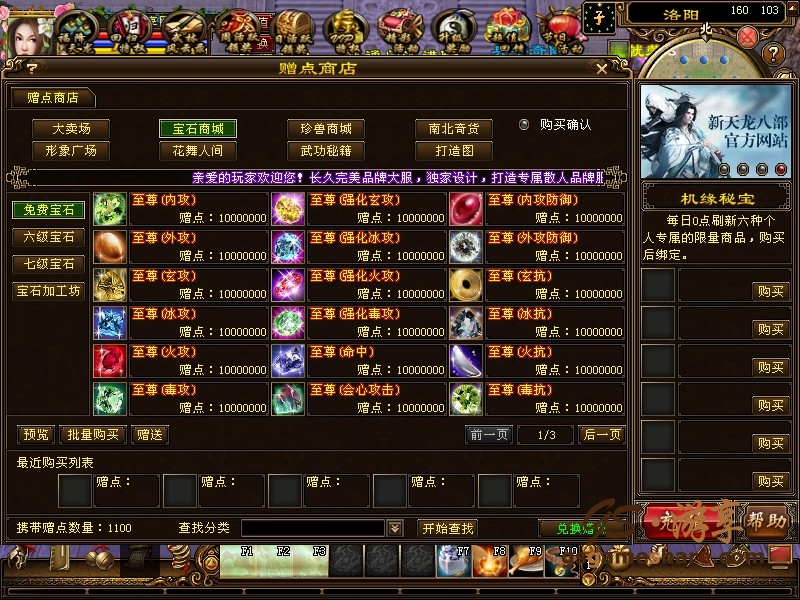 洛阳
160 103
北
?
赠点商店
赠点商店
大卖场
宝石商城
珍兽商城
南北奇货
购买确认
形象广场
花舞人间
武功秘籍
打造图
亲爱的玩家欢迎您！长久完美品牌大服，独家设计，打造专属散人品牌服
免费宝石
六级宝石
七级宝石
宝石加工坊
至尊(内攻)
赠点：10000000
至尊(强化玄攻)
赠点：10000000
至尊(内攻防御)
赠点：10000000
至尊(外攻)
赠点：10000000
至尊(强化冰攻)
赠点：10000000
至尊(外攻防御)
赠点：10000000
至尊(玄攻)
赠点：10000000
至尊(强化火攻)
赠点：10000000
至尊(玄抗)
赠点：10000000
至尊(冰攻)
赠点：10000000
至尊(强化毒攻)
赠点：10000000
至尊(冰抗)
赠点：10000000
至尊(火攻)
赠点：10000000
至尊(命中)
赠点：10000000
至尊(火抗)
赠点：10000000
至尊(毒攻)
赠点：10000000
至尊(会心攻击)
赠点：10000000
至尊(毒抗)
赠点：10000000
预览
批量购买
赠送
前一页
1/3
后一页
最近购买列表
赠点：
赠点：
赠点：
赠点：
赠点：
携带赠点数量：1100
查找分类
开始查找
兑换赠点
新天龙八部
官方网站
机缘秘宝
每日0点刷新六种个
人专属的限量商品，购买
后绑定。
购买
购买
购买
购买
购买
购买
帮助
F1 F2 F3 F7 F8 F9 F10